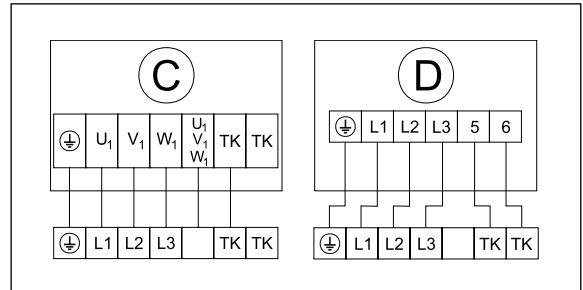 C
⏚ U1 V1 W1 U1 V1 W1 TK TK
⏚ L1 L2 L3 TK TK
D
⏚ L1 L2 L3 5 6
⏚ L1 L2 L3 TK TK